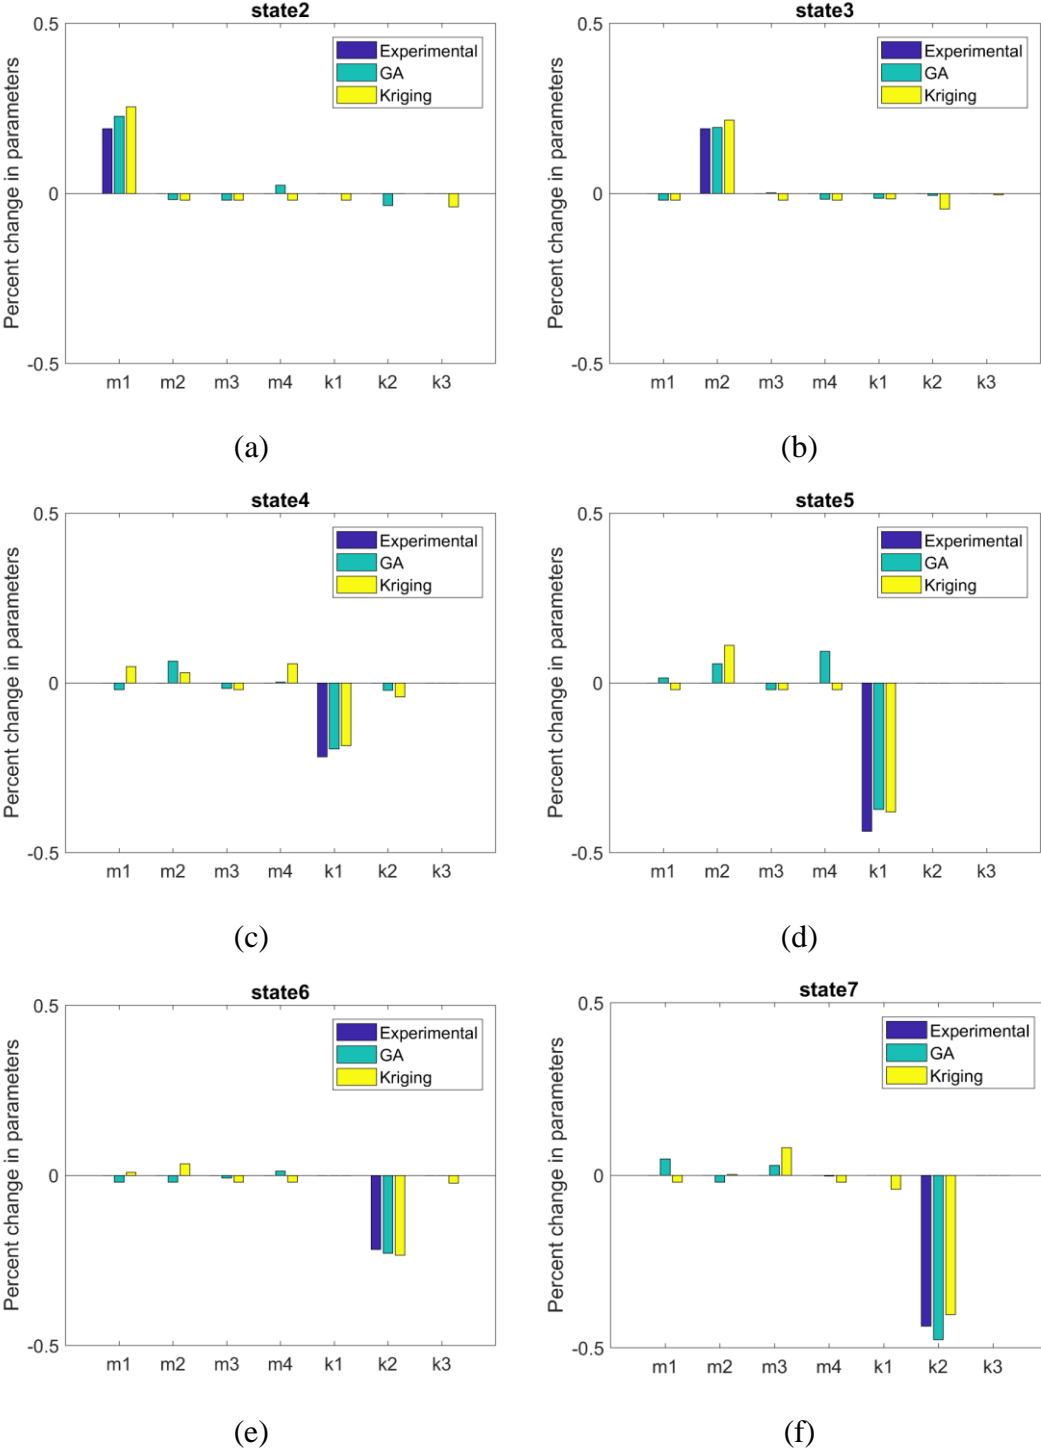 state2
0.5
Experimental
GA
Kriging
Percent change in parameters
0
-0.5
m1 m2 m3 m4 k1 k2 k3
(a)
state3
0.5
Experimental
GA
Kriging
Percent change in parameters
0
-0.5
m1 m2 m3 m4 k1 k2 k3
(b)
state4
0.5
Experimental
GA
Kriging
Percent change in parameters
0
-0.5
m1 m2 m3 m4 k1 k2 k3
(c)
state5
0.5
Experimental
GA
Kriging
Percent change in parameters
0
-0.5
m1 m2 m3 m4 k1 k2 k3
(d)
state6
0.5
Experimental
GA
Kriging
Percent change in parameters
0
-0.5
m1 m2 m3 m4 k1 k2 k3
(e)
state7
0.5
Experimental
GA
Kriging
Percent change in parameters
0
-0.5
m1 m2 m3 m4 k1 k2 k3
(f)